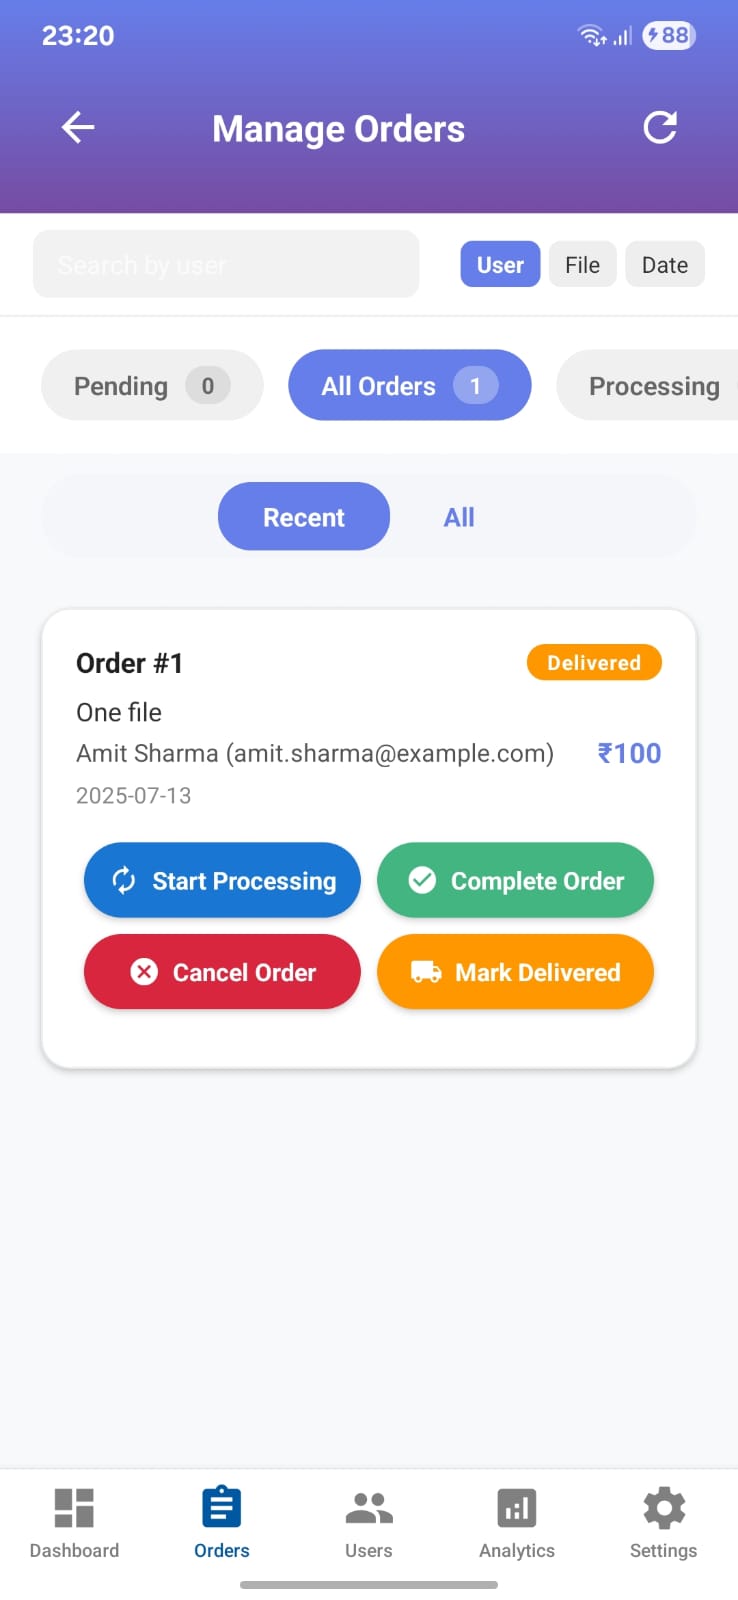 23:20
88
Manage Orders
Search by user
User
File
Date
Pending 0
All Orders 1
Processing
Recent
All
Order #1
Delivered
One file
Amit Sharma (amit.sharma@example.com)
₹100
2025-07-13
Start Processing
Complete Order
Cancel Order
Mark Delivered
Dashboard
Orders
Users
Analytics
Settings